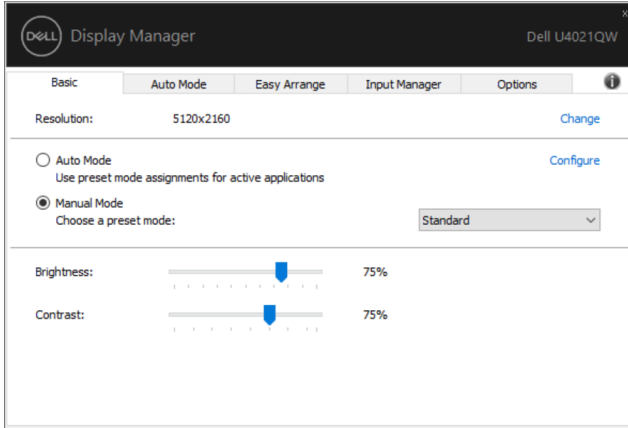 DELL Display Manager Dell U4021QW
Basic Auto Mode Easy Arrange Input Manager Options
Resolution: 5120x2160 Change
Auto Mode Configure
Use preset mode assignments for active applications
Manual Mode
Choose a preset mode: Standard
Brightness: 75%
Contrast: 75%